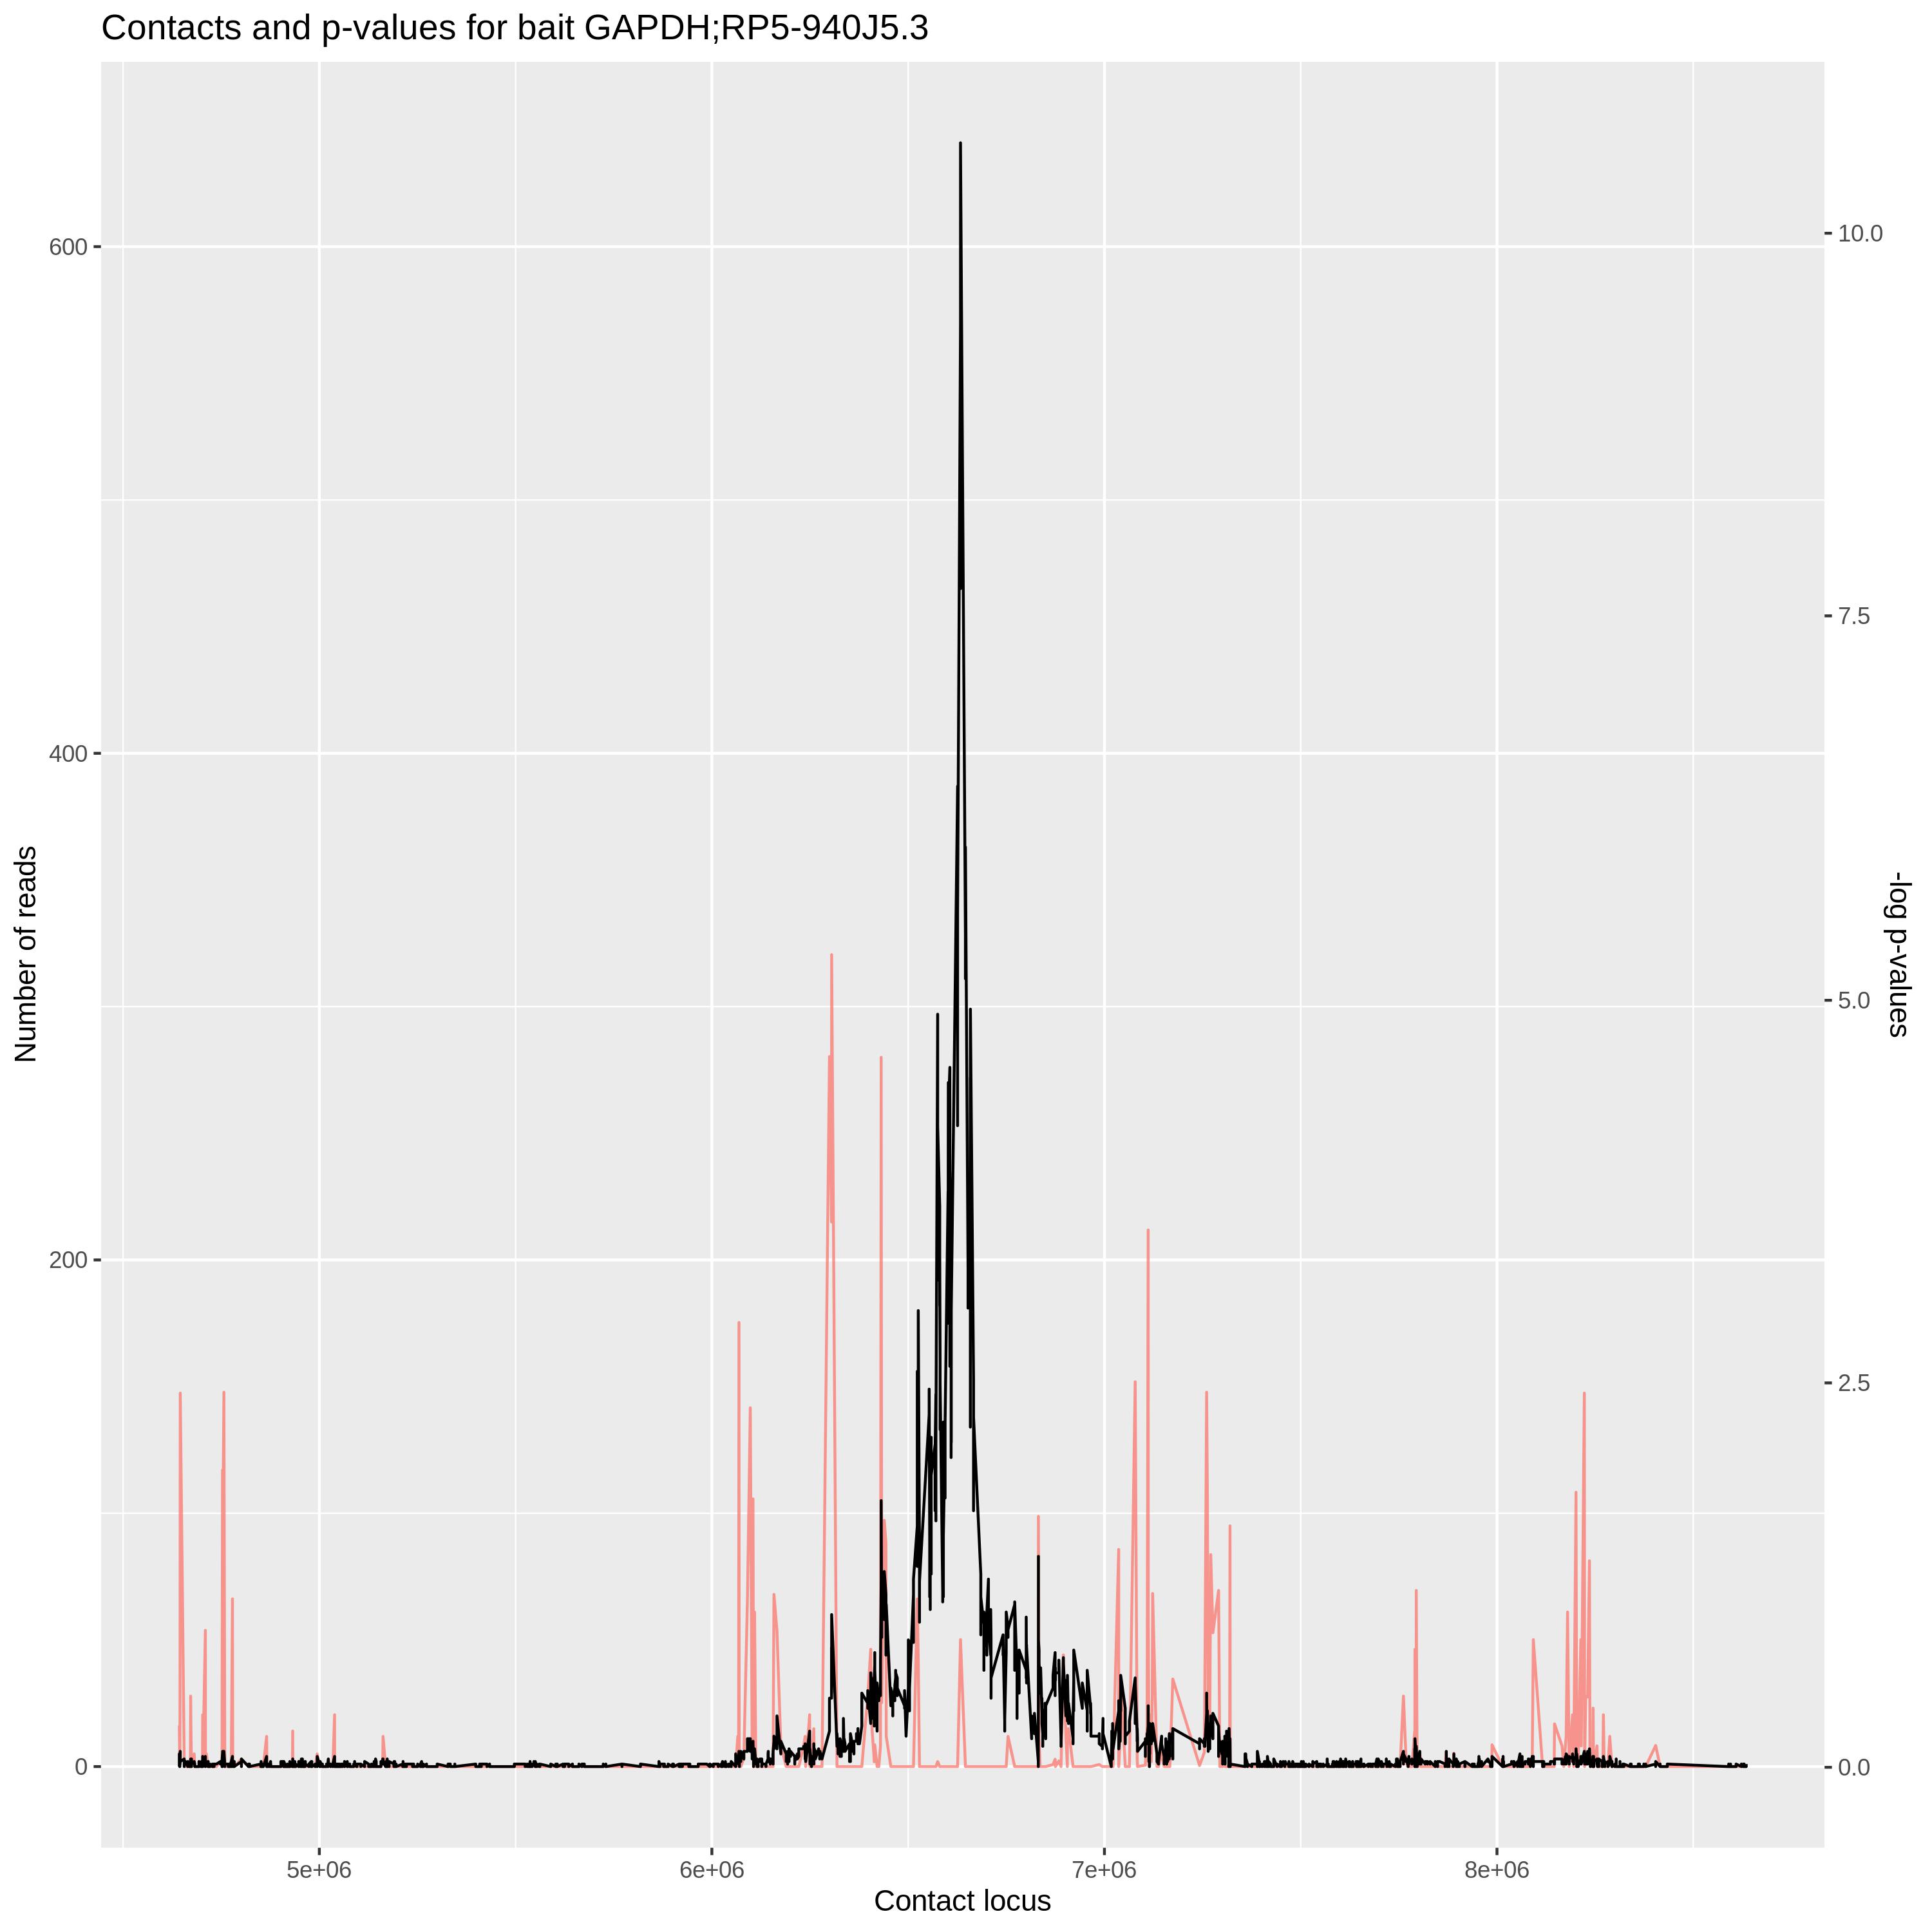 Contacts and p-values for bait GAPDH;RP5-940J5.3
600
400
200
0
Number of reads
10.0
7.5
5.0
2.5
0.0
-log p-values
5e+06
6e+06
7e+06
8e+06
Contact locus